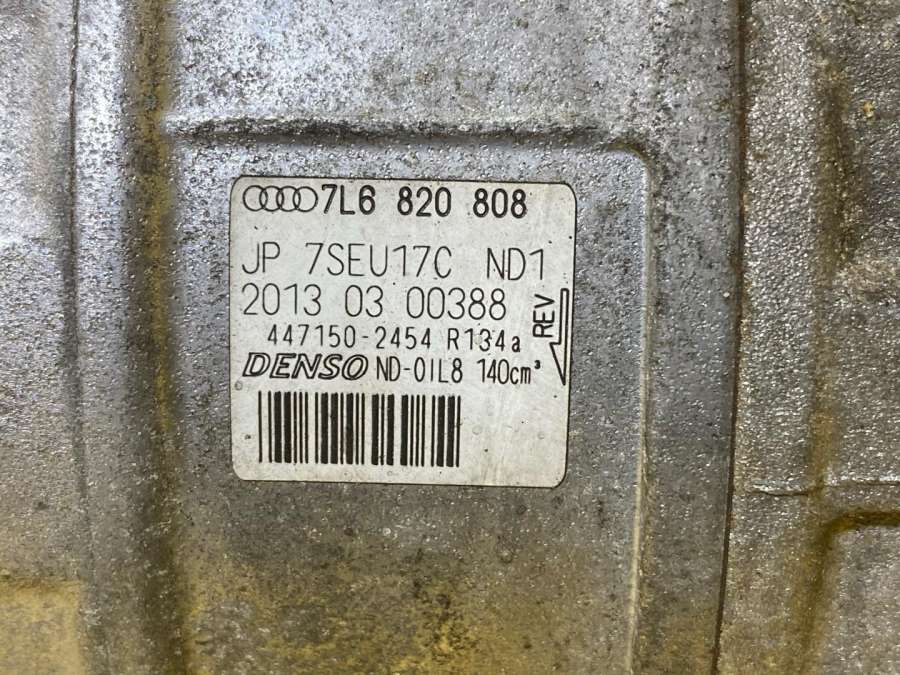 7L6 820 808
JP 7SEU17C ND1
2013 03 00388
447150-2454 R134a
REV
DENSO ND-OIL8 140cm³